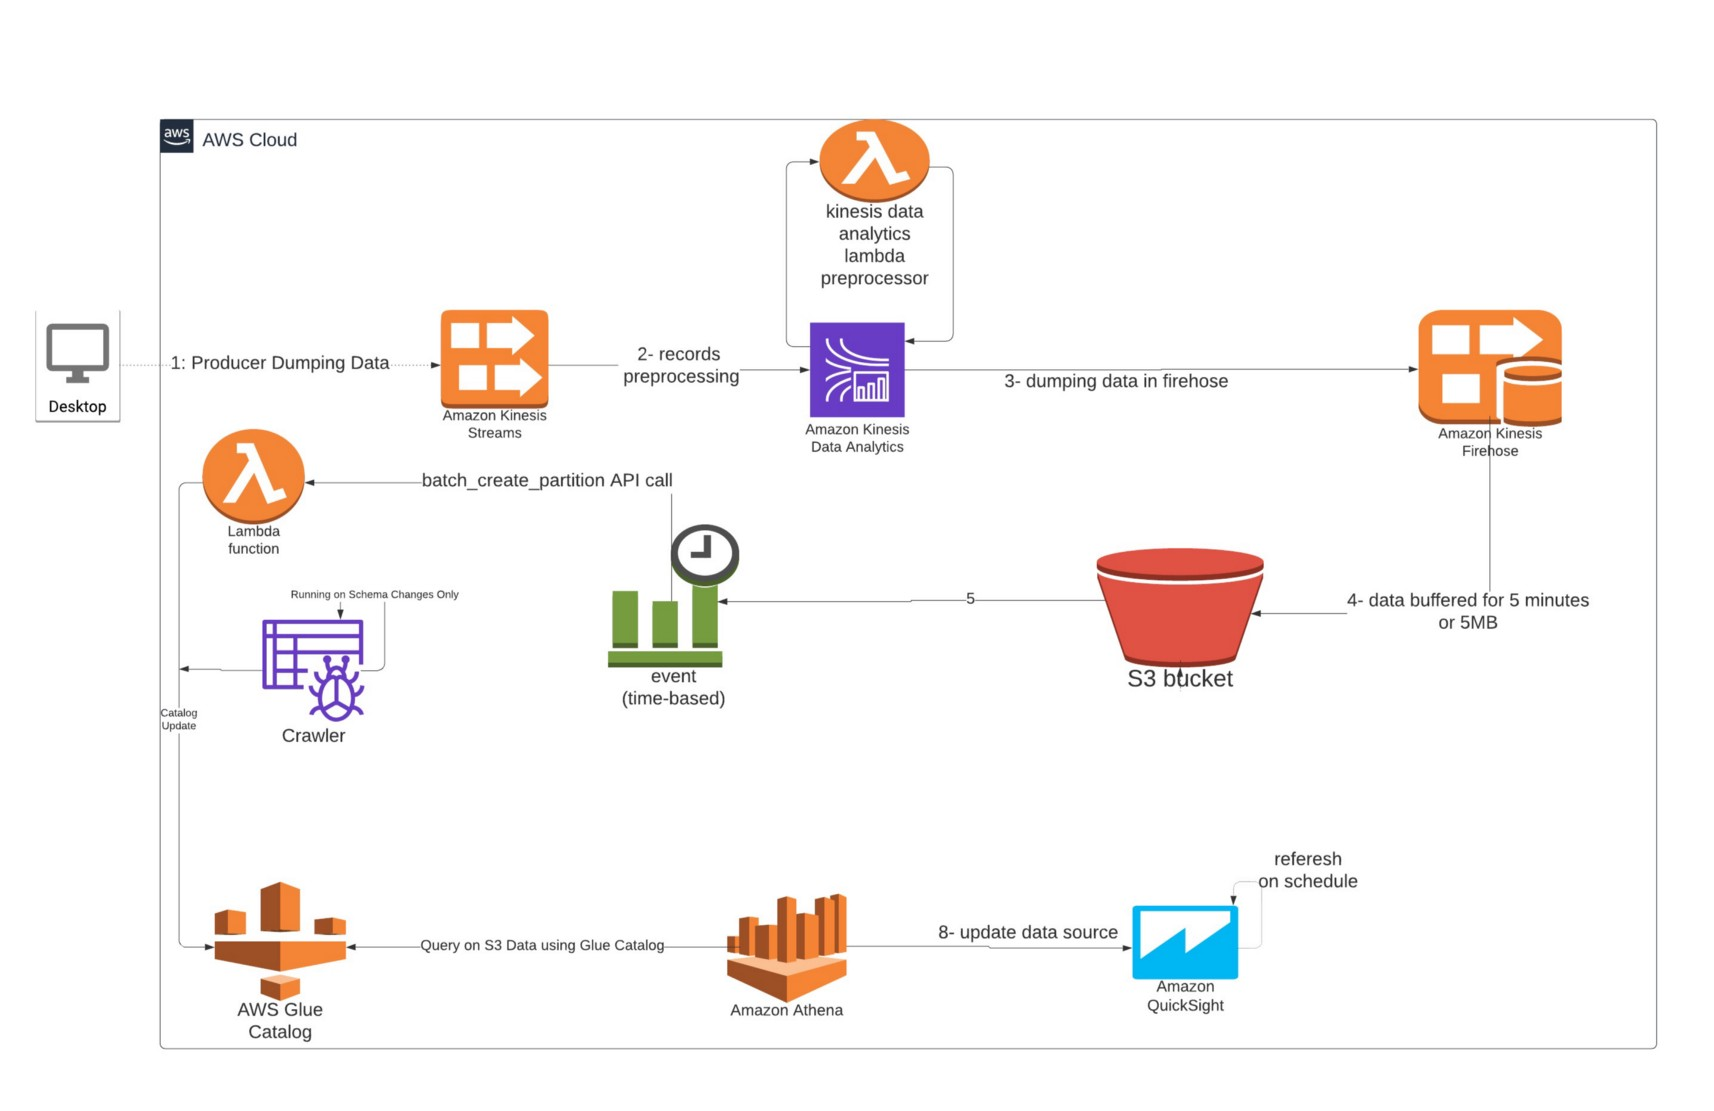 aws
AWS Cloud
kinesis data
analytics
lambda
preprocessor
Desktop
1: Producer Dumping Data
Amazon Kinesis
Streams
2- records
preprocessing
Amazon Kinesis
Data Analytics
3- dumping data in firehose
Amazon Kinesis
Firehose
Lambda
function
batch_create_partition API call
Running on Schema Changes Only
Crawler
Catalog
Update
event
(time-based)
5
S3 bucket
4- data buffered for 5 minutes
or 5MB
AWS Glue
Catalog
Query on S3 Data using Glue Catalog
Amazon Athena
8- update data source
referesh
on schedule
Amazon
QuickSight